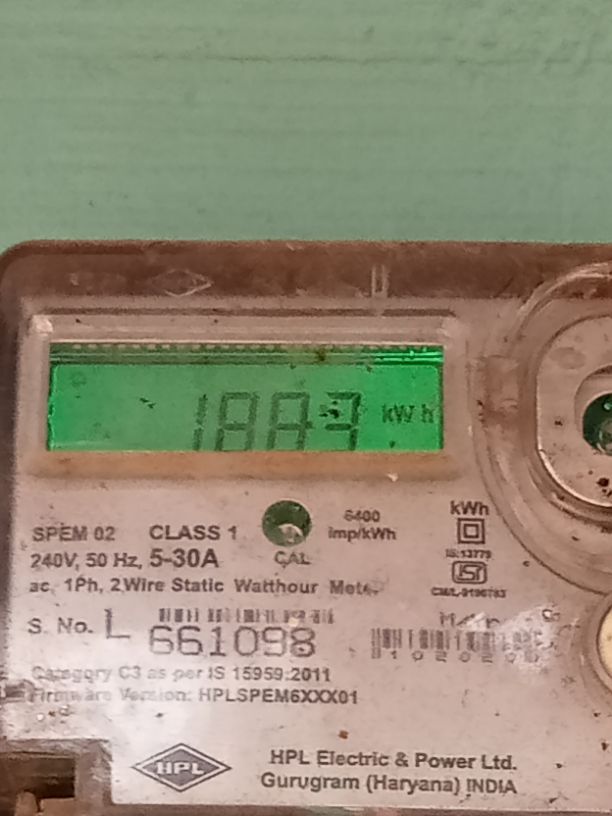 kW h
SPEM 02 CLASS 1
6400
imp/kWh
kWh
CAL
240V, 50 Hz, 5-30A
IS:13779
ac, 1Ph, 2Wire Static Watthour Meter
S. No. L 661098
Category C3 as per IS 15959:2011
Firmware Version: HPLSPEM6XXX01
HPL
HPL Electric & Power Ltd.
Gurugram (Haryana) INDIA